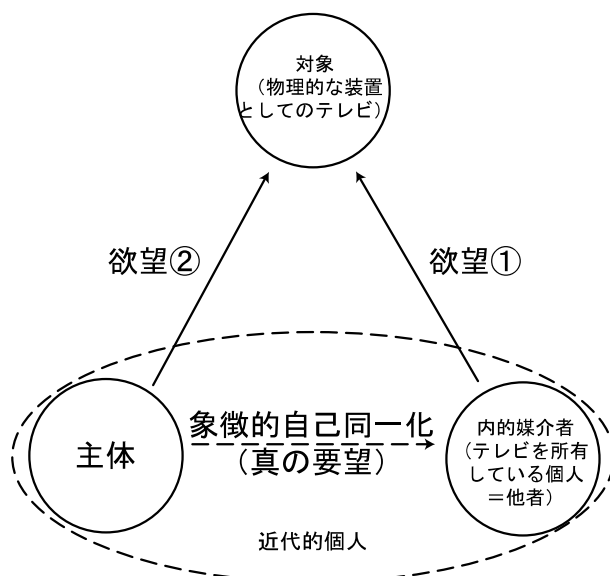 対象
（物理的な装置
としてのテレビ）
欲望②
欲望①
主体
象徴的自己同一化
（真の要望）
内的媒介者
（テレビを所有
している個人
＝他者）
近代的個人